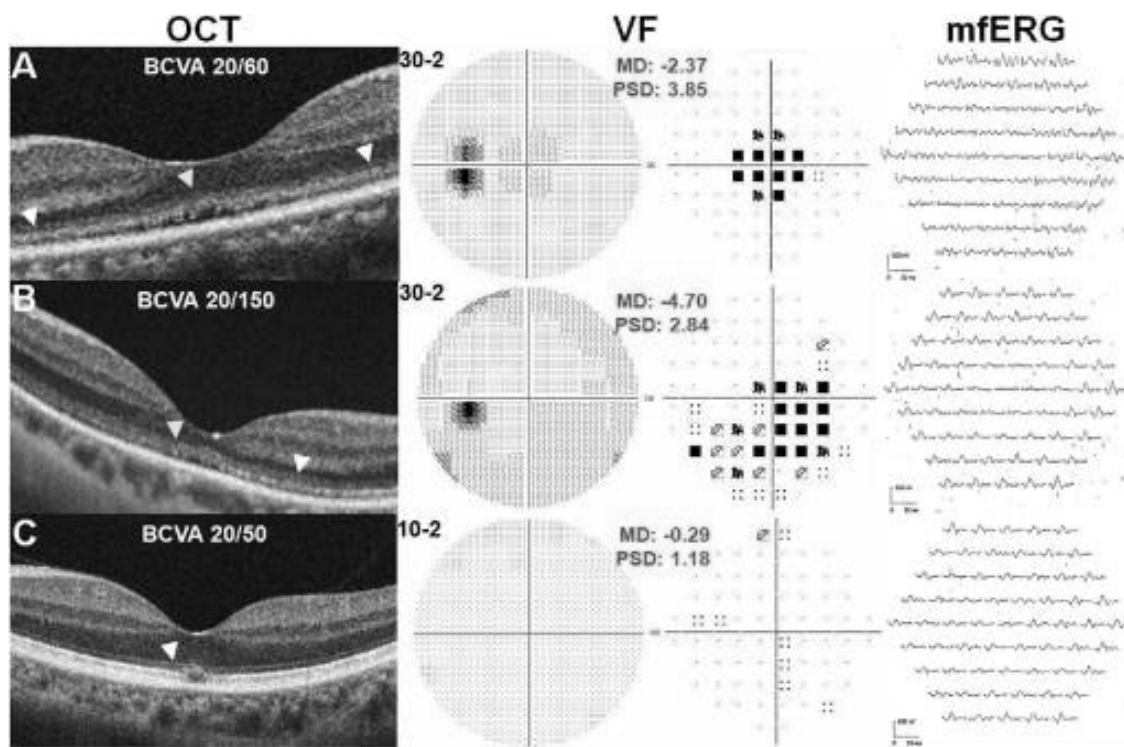 OCT VF mfERG
A BCVA 20/60 30-2 MD: -2.37
PSD: 3.85
B BCVA 20/150 30-2 MD: -4.70
PSD: 2.84
C BCVA 20/50 10-2 MD: -0.29
PSD: 1.18